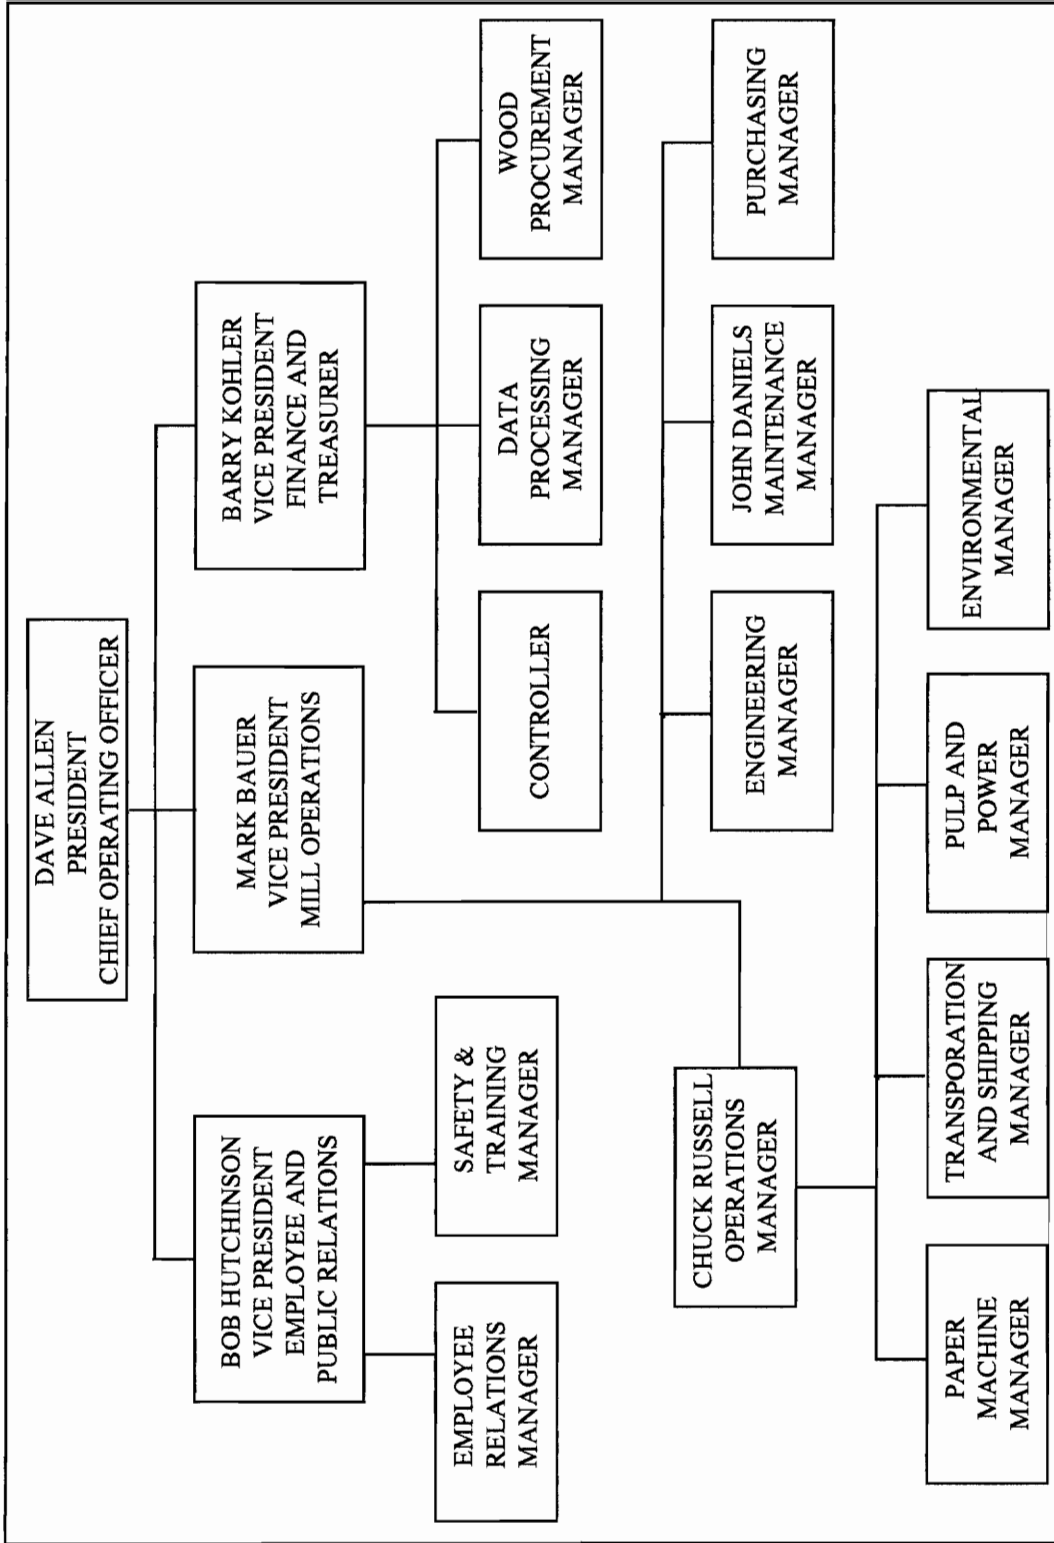 DAVE ALLEN
PRESIDENT
CHIEF OPERATING OFFICER
BOB HUTCHINSON
VICE PRESIDENT
EMPLOYEE AND
PUBLIC RELATIONS
MARK BAUER
VICE PRESIDENT
MILL OPERATIONS
BARRY KOHLER
VICE PRESIDENT
FINANCE AND
TREASURER
EMPLOYEE
RELATIONS
MANAGER
SAFETY &
TRAINING
MANAGER
CONTROLLER
DATA
PROCESSING
MANAGER
WOOD
PROCUREMENT
MANAGER
CHUCK RUSSELL
OPERATIONS
MANAGER
ENGINEERING
MANAGER
JOHN DANIELS
MAINTENANCE
MANAGER
PURCHASING
MANAGER
PAPER
MACHINE
MANAGER
TRANSPORATION
AND SHIPPING
MANAGER
PULP AND
POWER
MANAGER
ENVIRONMENTAL
MANAGER